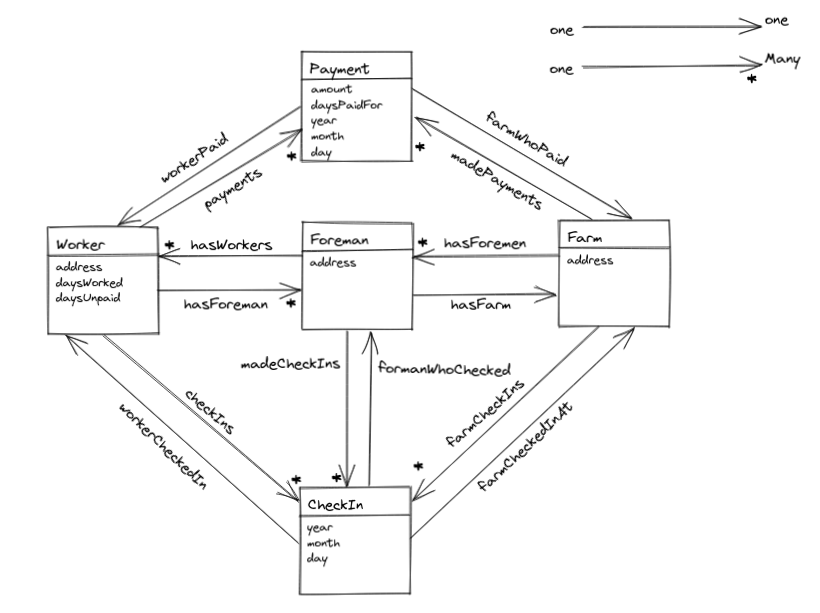 one
one
one
Many
*
Payment
amount
daysPaidFor
year
month
day
workerPaid
payments
*
farmWhoPaid
madePayments
*
Worker
address
daysWorked
daysUnpaid
* hasWorkers
hasForeman *
Foreman
address
* hasForemen
hasFarm
Farm
address
madeCheckIns
formanWhoChecked
checkIns
workerCheckedIn
farmCheckIns
farmCheckedInAt
*
*
*
CheckIn
year
month
day